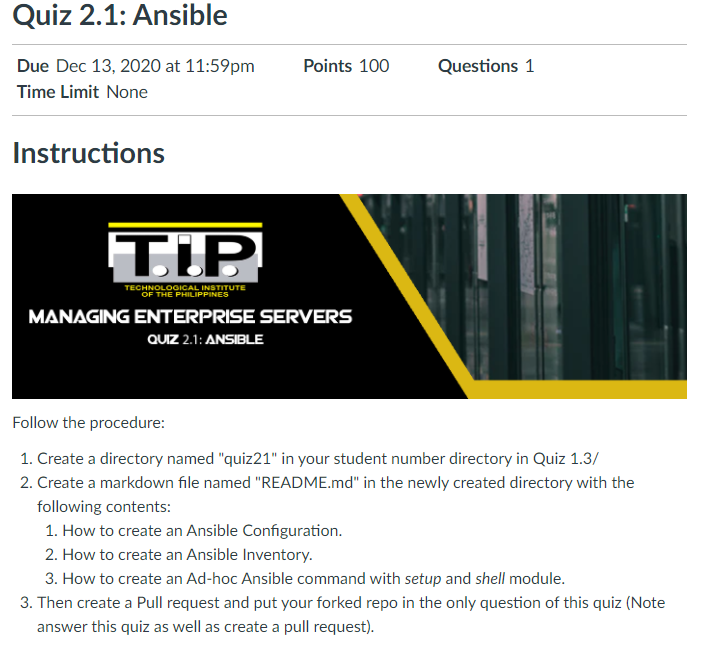 Quiz 2.1: Ansible
Due Dec 13, 2020 at 11:59pm Points 100 Questions 1
Time Limit None
Instructions
T.I.P.
TECHNOLOGICAL INSTITUTE
OF THE PHILIPPINES
MANAGING ENTERPRISE SERVERS
QUIZ 2.1: ANSIBLE
Follow the procedure:
1. Create a directory named "quiz21" in your student number directory in Quiz 1.3/
2. Create a markdown file named "README.md" in the newly created directory with the
following contents:
1. How to create an Ansible Configuration.
2. How to create an Ansible Inventory.
3. How to create an Ad-hoc Ansible command with setup and shell module.
3. Then create a Pull request and put your forked repo in the only question of this quiz (Note
answer this quiz as well as create a pull request).